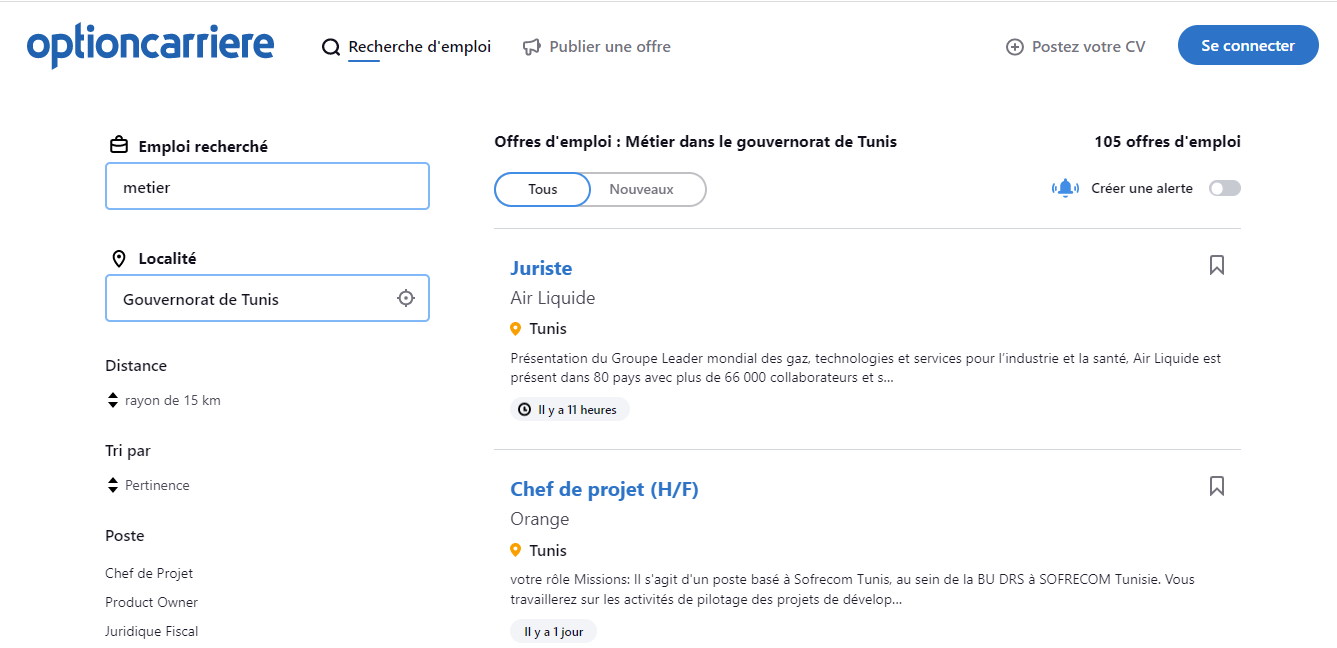 optioncarriere
Recherche d'emploi
Publier une offre
Postez votre CV
Se connecter
Emploi recherché
metier
Localité
Gouvernorat de Tunis
Distance
rayon de 15 km
Tri par
Pertinence
Poste
Chef de Projet
Product Owner
Juridique Fiscal
Offres d'emploi : Métier dans le gouvernorat de Tunis
105 offres d'emploi
Tous
Nouveaux
Créer une alerte
Juriste
Air Liquide
Tunis
Présentation du Groupe Leader mondial des gaz, technologies et services pour l’industrie et la santé, Air Liquide est
présent dans 80 pays avec plus de 66 000 collaborateurs et s...
Il y a 11 heures
Chef de projet (H/F)
Orange
Tunis
votre rôle Missions: Il s'agit d'un poste basé à Sofrecom Tunis, au sein de la BU DRS à SOFRECOM Tunisie. Vous
travaillerez sur les activités de pilotage des projets de dévelop...
Il y a 1 jour